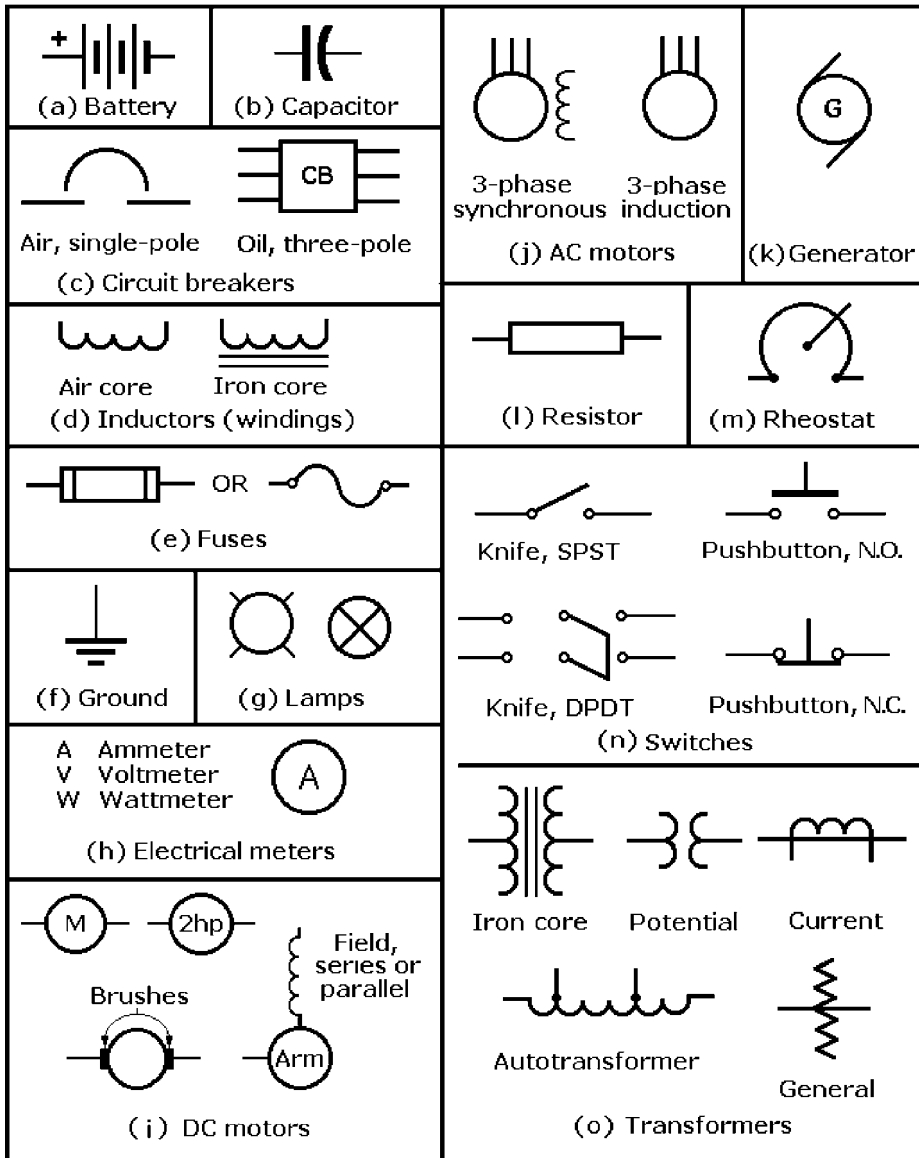 +
(a) Battery
(b) Capacitor
CB
Air, single-pole
Oil, three-pole
(c) Circuit breakers
Air core
Iron core
(d) Inductors (windings)
OR
(e) Fuses
(f) Ground
(g) Lamps
A Ammeter
V Voltmeter
W Wattmeter
A
(h) Electrical meters
M
2hp
Field,
series or
parallel
Brushes
Arm
(i) DC motors
3-phase
synchronous
3-phase
induction
(j) AC motors
G
(k) Generator
(l) Resistor
(m) Rheostat
Knife, SPST
Pushbutton, N.O.
Knife, DPDT
Pushbutton, N.C.
(n) Switches
Iron core
Potential
Current
Autotransformer
General
(o) Transformers